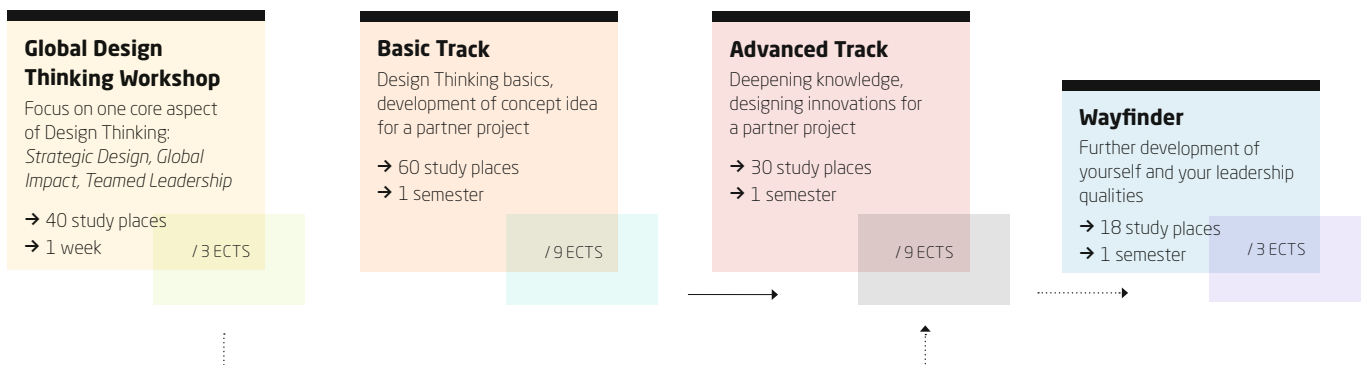 Global Design
Thinking Workshop
Focus on one core aspect
of Design Thinking:
Strategic Design, Global
Impact, Teamed Leadership
→ 40 study places
→ 1 week
/ 3 ECTS
Basic Track
Design Thinking basics,
development of concept idea
for a partner project
→ 60 study places
→ 1 semester
/ 9 ECTS
Advanced Track
Deepening knowledge,
designing innovations for
a partner project
→ 30 study places
→ 1 semester
/ 9 ECTS
Wayfinder
Further development of
yourself and your leadership
qualities
→ 18 study places
→ 1 semester
/ 3 ECTS